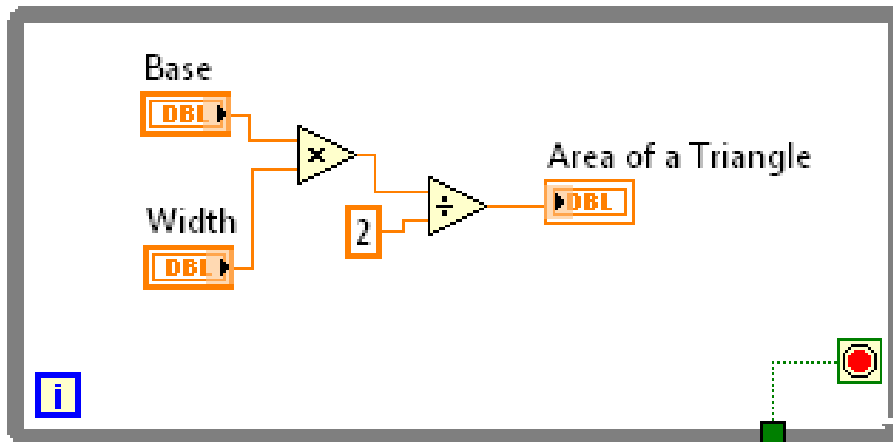 Base
DBL
×
Area of a Triangle
÷
DBL
Width
2
DBL
i